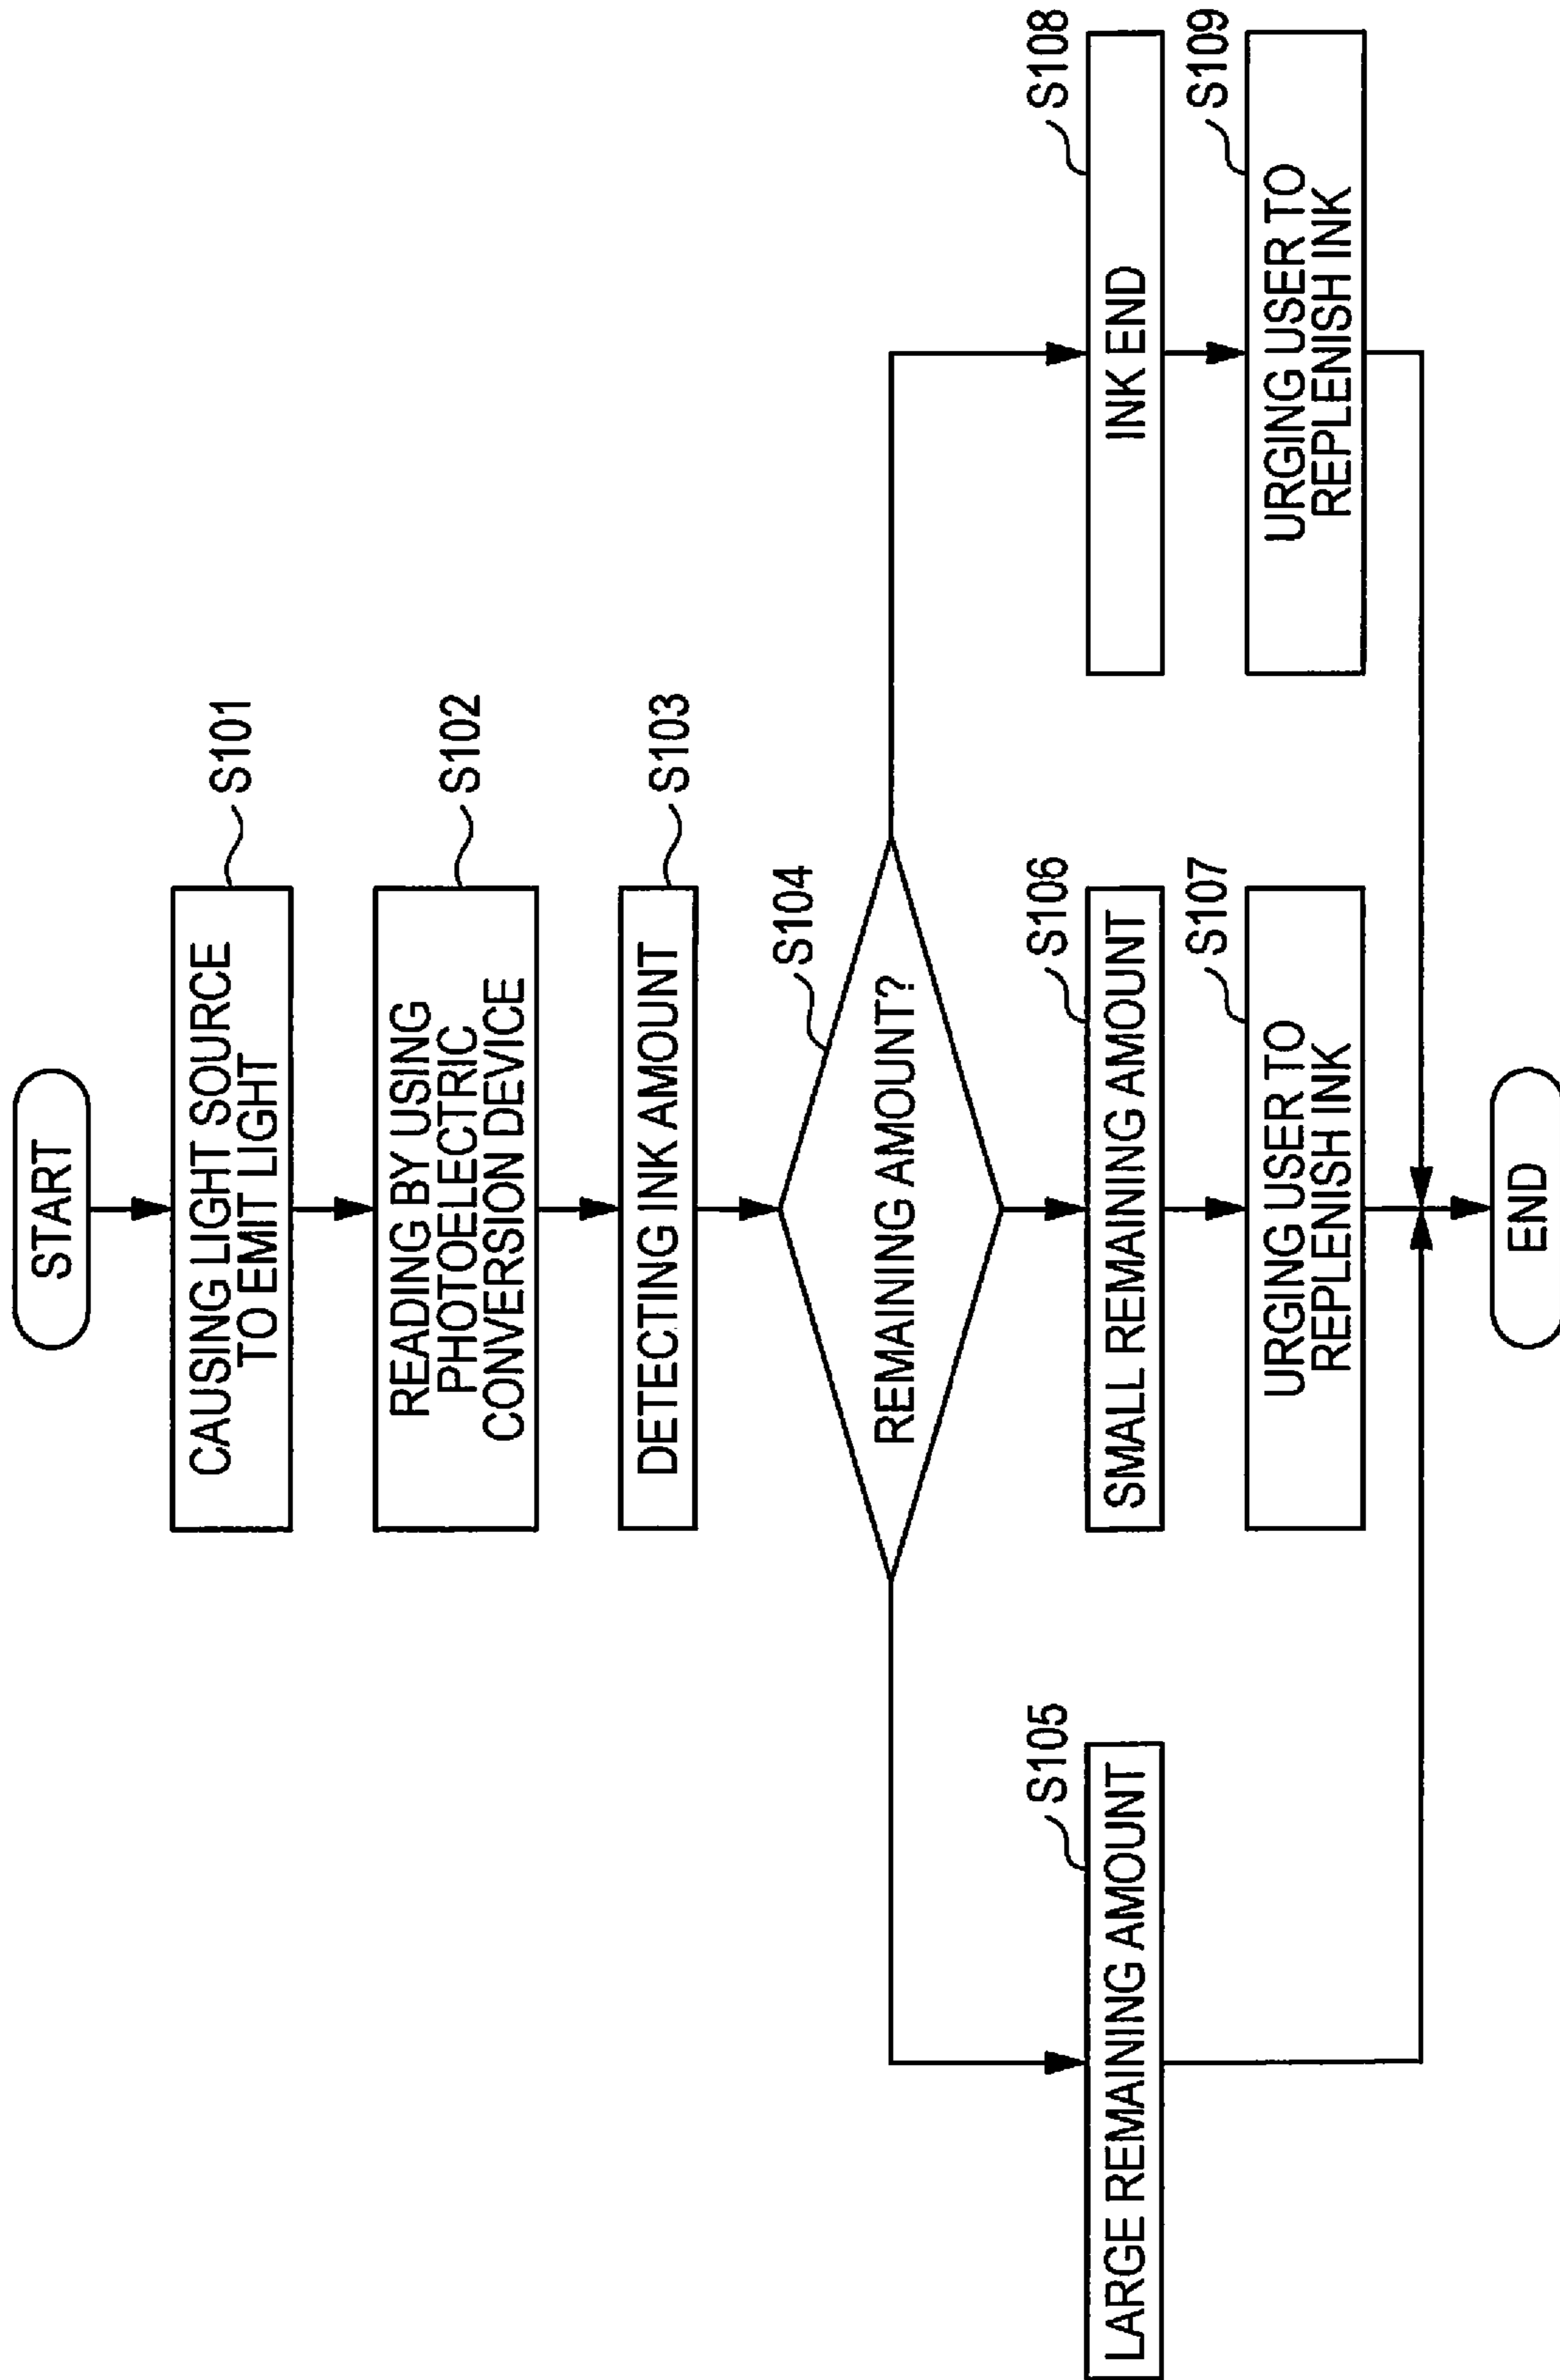 START
CAUSING LIGHT SOURCE
TO EMIT LIGHT
S101
READING BY USING
PHOTOELECTRIC
CONVERSION DEVICE
S102
DETECTING INK AMOUNT
S103
REMAINING AMOUNT?
S104
LARGE REMAINING AMOUNT
S105
SMALL REMAINING AMOUNT
S106
URGING USER TO
REPLENISH INK
S107
INK END
S108
URGING USER TO
REPLENISH INK
S109
END